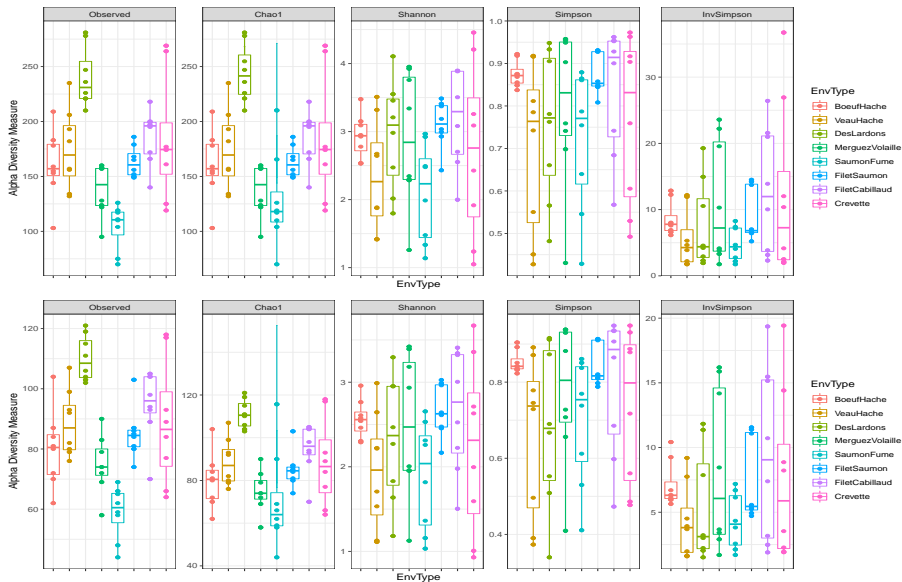 Observed
Chao1
Shannon
Simpson
InvSimpson
Alpha Diversity Measure
250
200
150
100
250
200
150
100
4
3
2
1
1.0
0.9
0.8
0.7
0.6
0.5
30
20
10
0
EnvType
EnvType
BoeufHache
VeauHache
DesLardons
MerguezVolaille
SaumonFume
FiletSaumon
FiletCabillaud
Crevette
Observed
Chao1
Shannon
Simpson
InvSimpson
Alpha Diversity Measure
120
100
80
60
120
80
60
40
3
2
1
0.8
0.6
0.4
20
15
10
5
EnvType
EnvType
BoeufHache
VeauHache
DesLardons
MerguezVolaille
SaumonFume
FiletSaumon
FiletCabillaud
Crevette